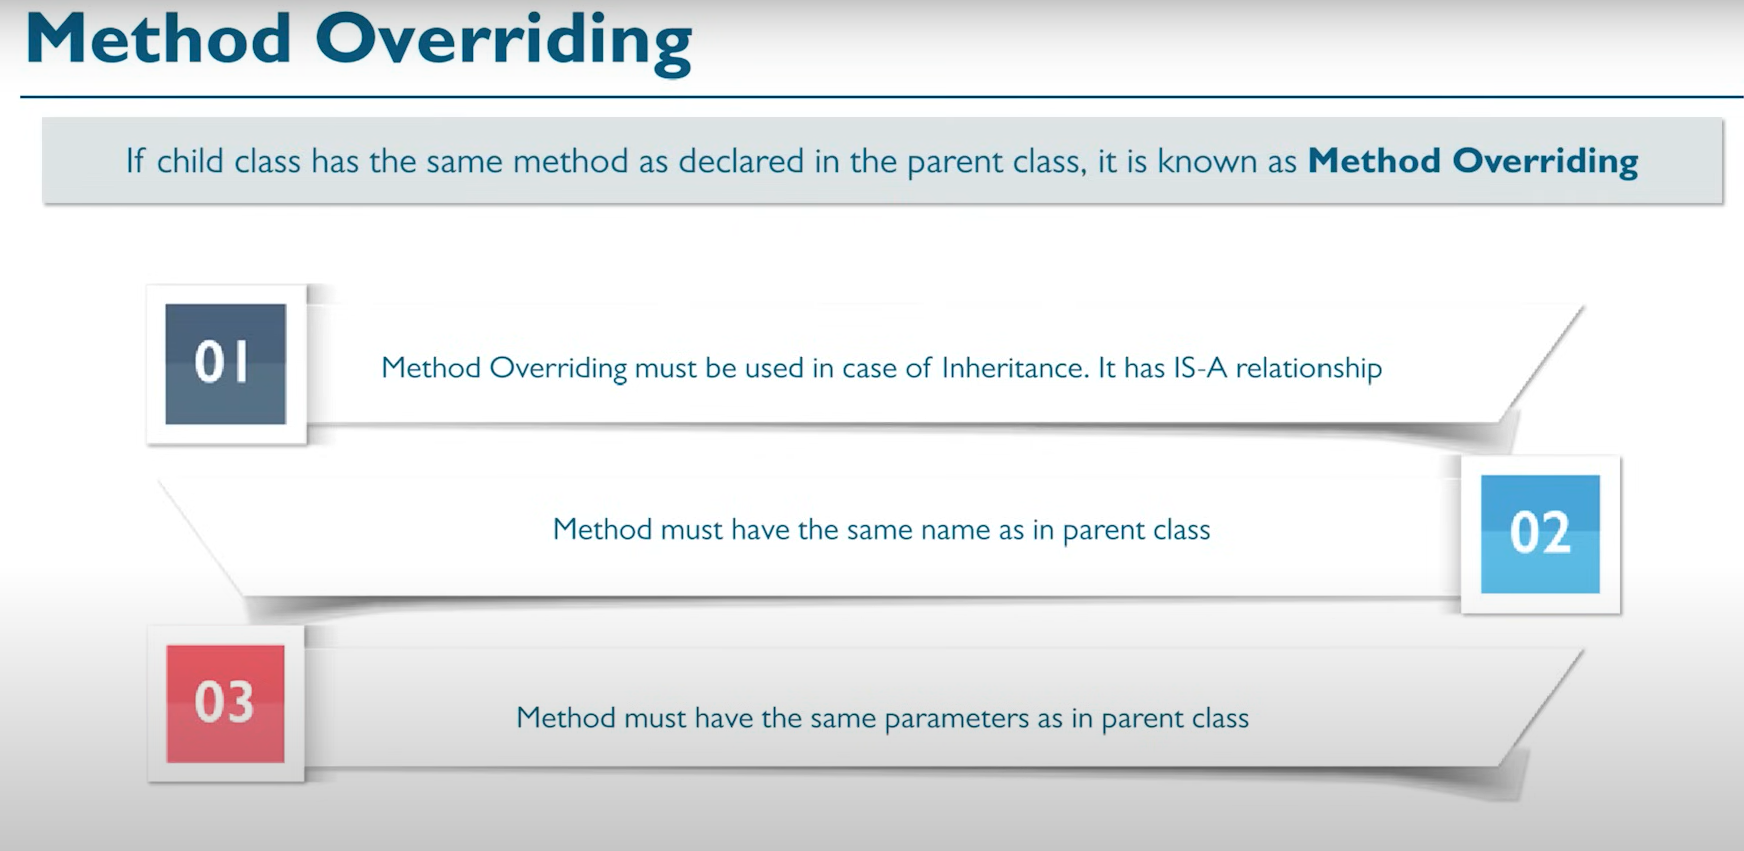 Method Overriding
If child class has the same method as declared in the parent class, it is known as Method Overriding
01
Method Overriding must be used in case of Inheritance. It has IS-A relationship
Method must have the same name as in parent class
02
03
Method must have the same parameters as in parent class